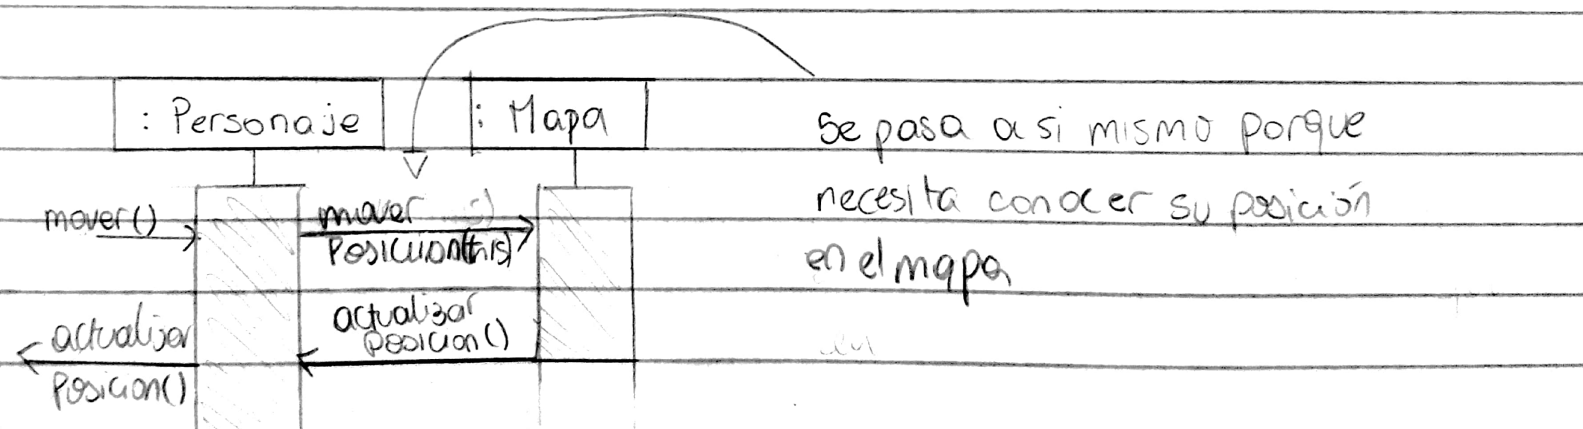 : Personaje
: Mapa
Se pasa a si mismo porque
necesita conocer su posición
en el mapa
mover()
mover
posicion(this)
actualizar
posicion()
actualizar
posicion()